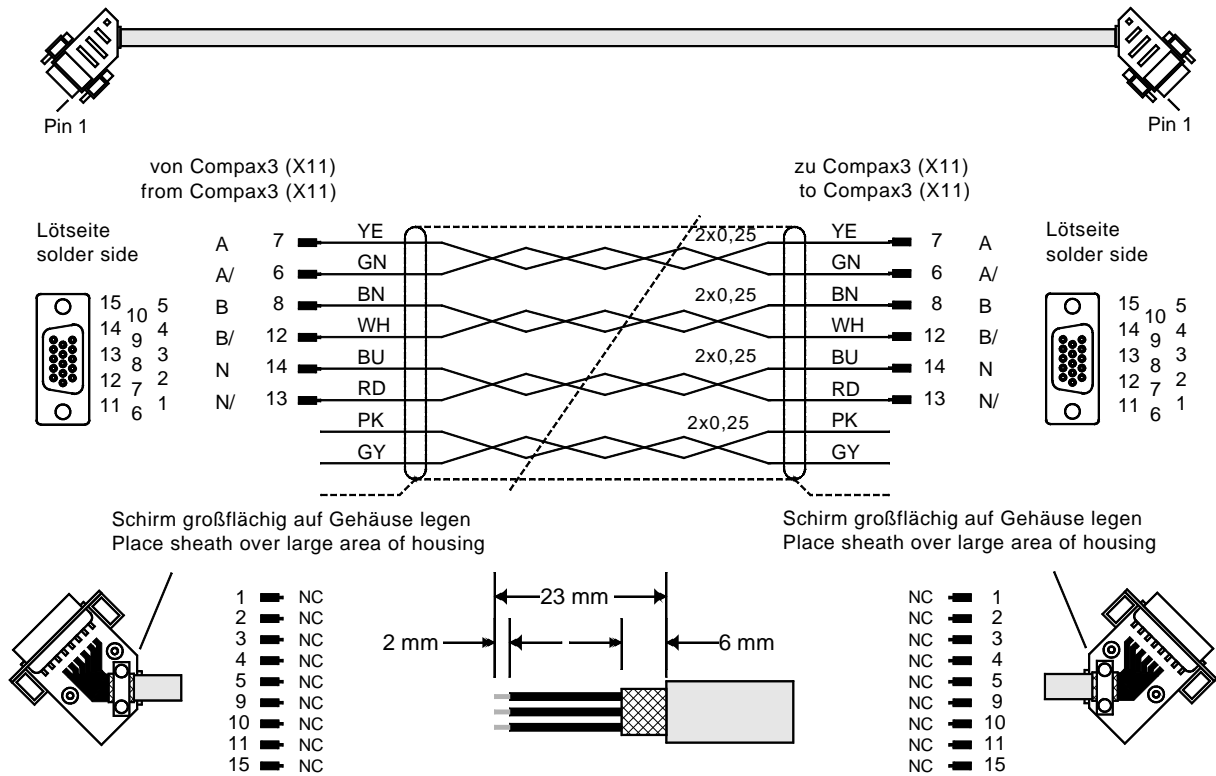 Pin 1
Pin 1
von Compax3 (X11)
from Compax3 (X11)
zu Compax3 (X11)
to Compax3 (X11)
Lötseite
solder side
15 10 5
14 9 4
13 8 3
12 7 2
11 6 1
A 7 YE 2x0,25 YE 7 A
A/ 6 GN GN 6 A/
B 8 BN 2x0,25 BN 8 B
B/ 12 WH WH 12 B/
N 14 BU 2x0,25 BU 14 N
N/ 13 RD RD 13 N/
PK 2x0,25 PK
GY GY
Lötseite
solder side
15 10 5
14 9 4
13 8 3
12 7 2
11 6 1
Schirm großflächig auf Gehäuse legen
Place sheath over large area of housing
Schirm großflächig auf Gehäuse legen
Place sheath over large area of housing
1 NC
2 NC
3 NC
4 NC
5 NC
9 NC
10 NC
11 NC
15 NC
23 mm
2 mm
6 mm
NC 1
NC 2
NC 3
NC 4
NC 5
NC 9
NC 10
NC 11
NC 15